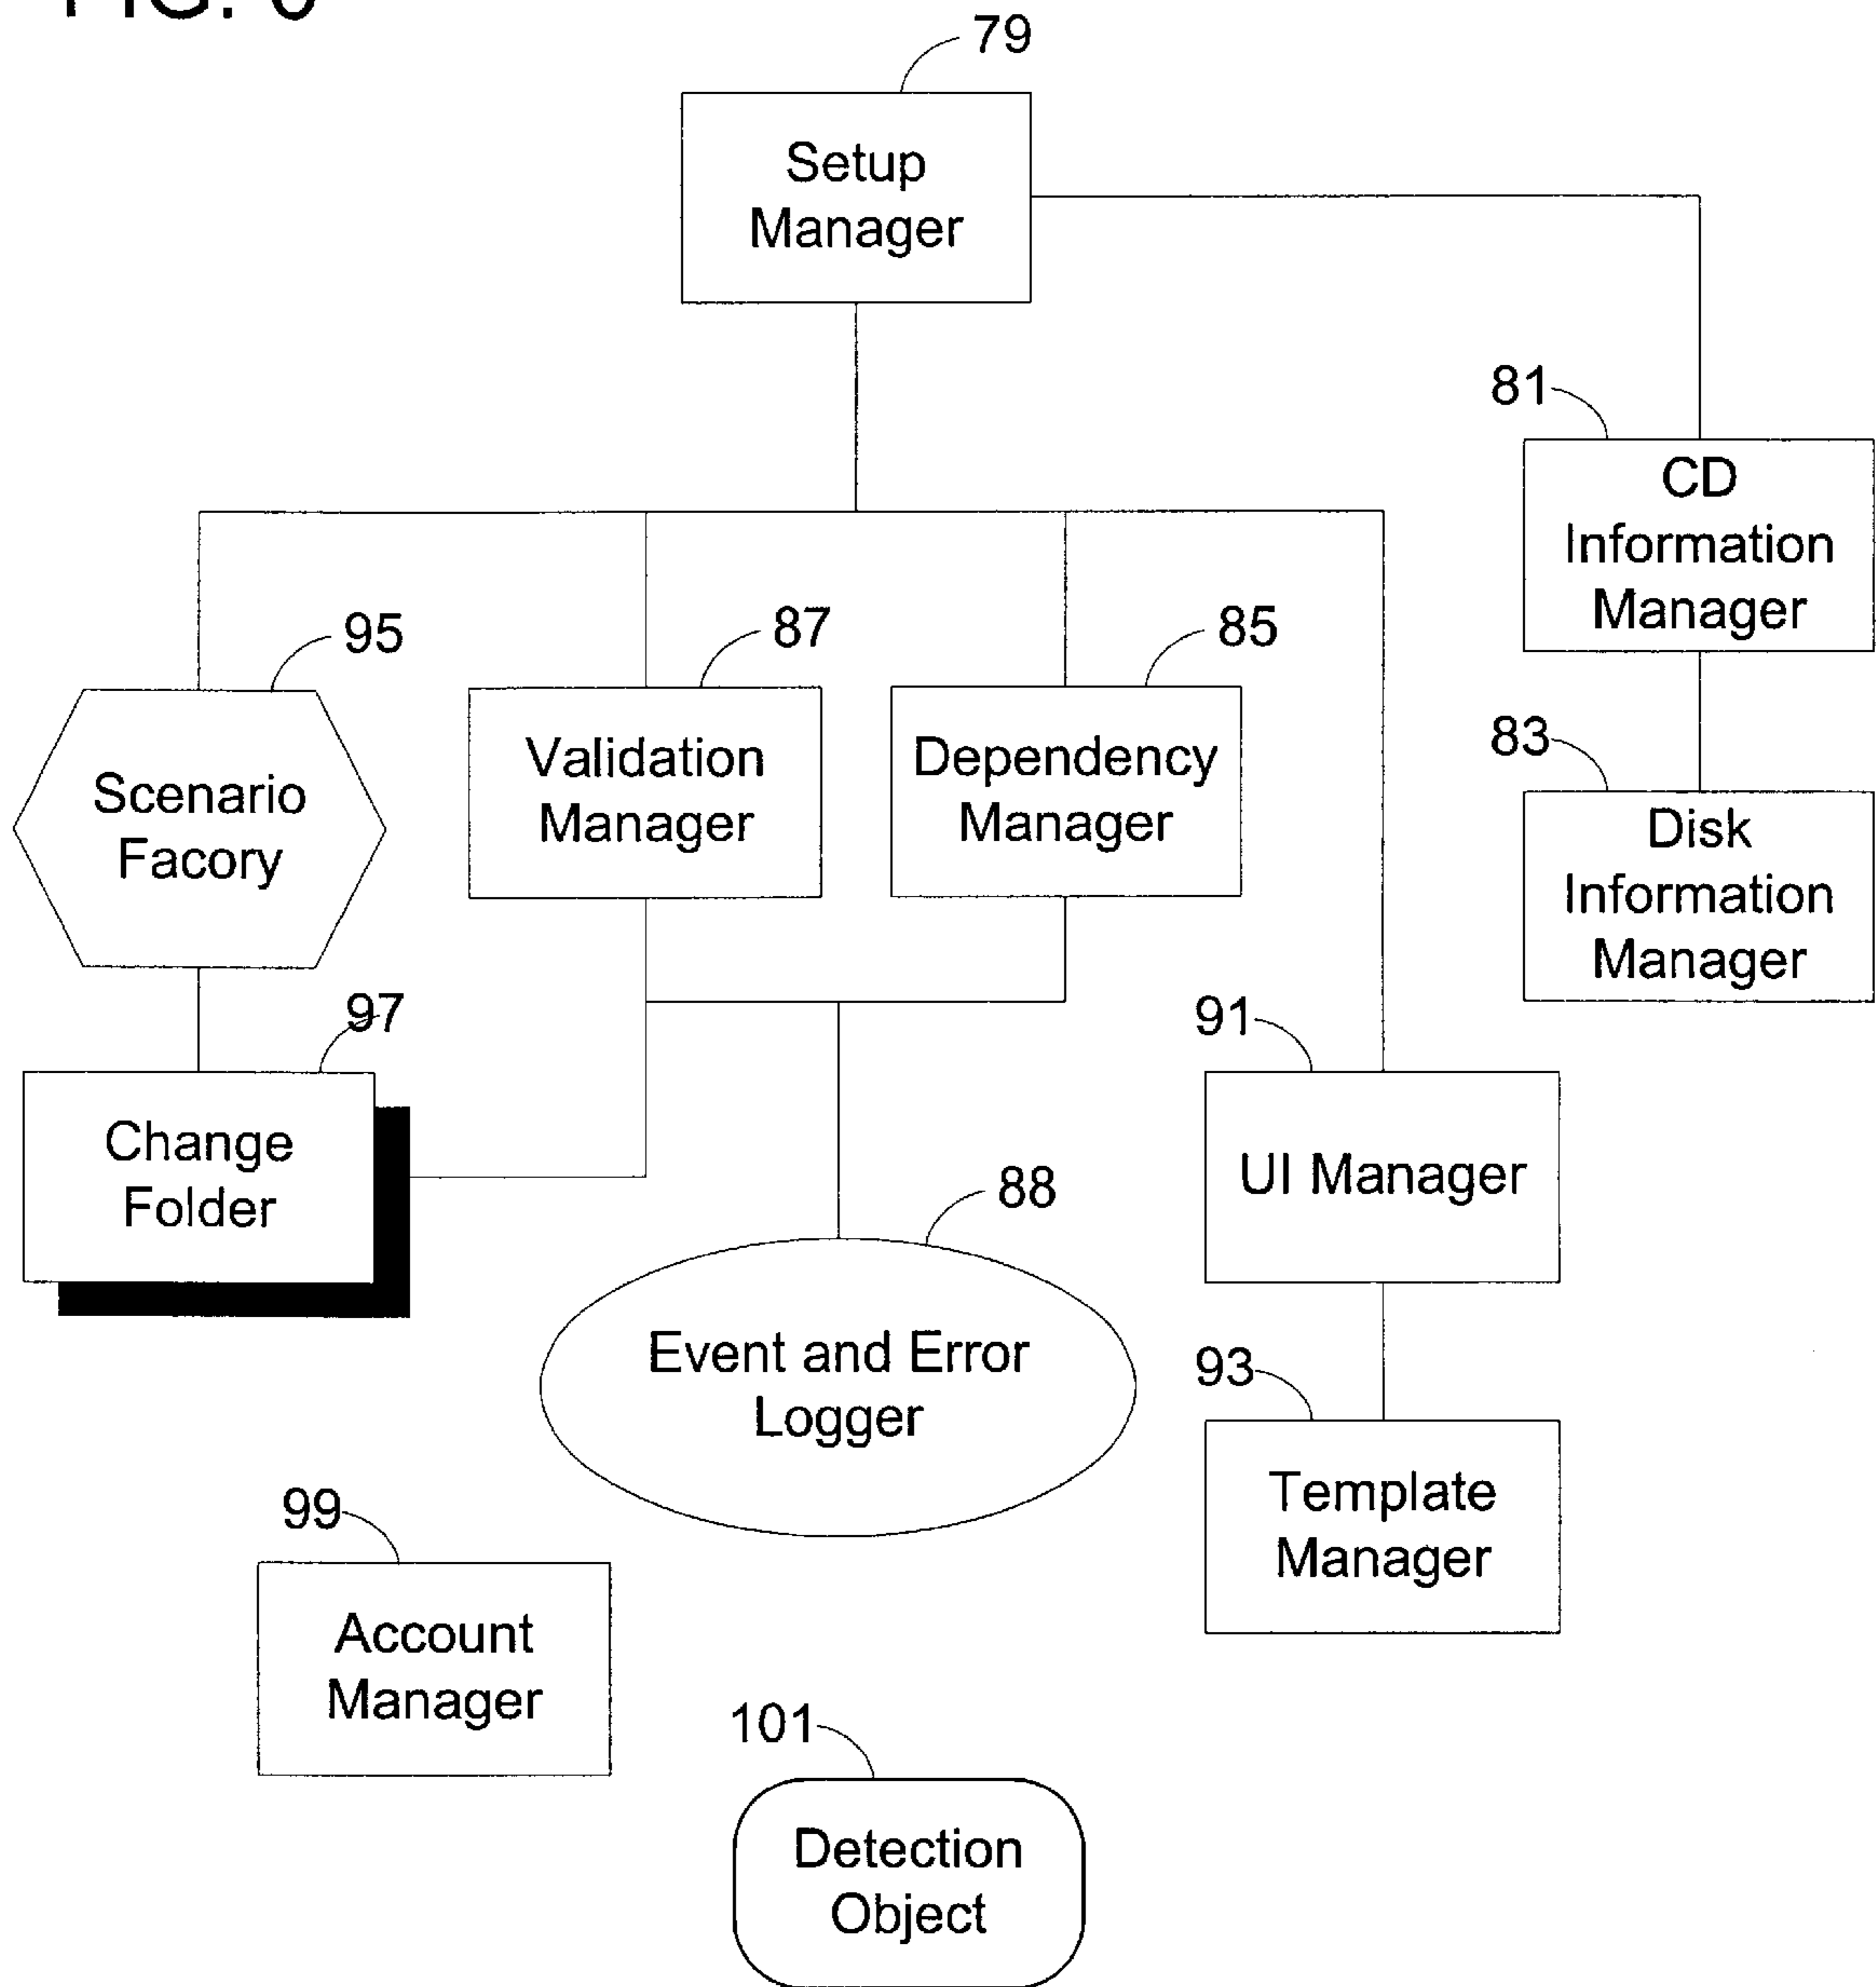 FIG. 6
79
Setup
Manager
81
CD
Information
Manager
95
87
85
Scenario
Facory
Validation
Manager
Dependency
Manager
83
Disk
Information
Manager
97
91
Change
Folder
UI Manager
88
Event and Error
Logger
93
Template
Manager
99
Account
Manager
101
Detection
Object